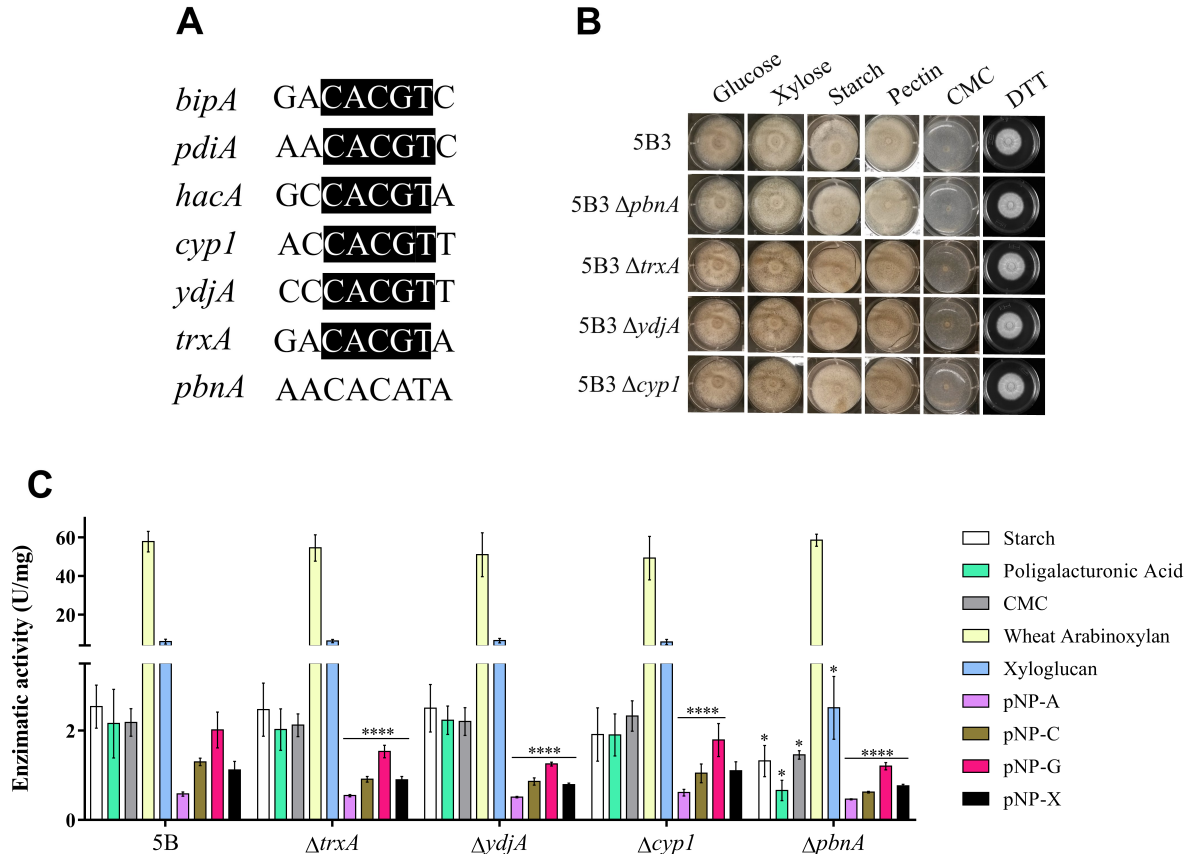 A
bipA GACACGTC
pdiA AACACGTC
hacA GCCACGTA
cyp1 ACCACGTT
ydjA CCCACGTT
trxA GACACGTA
pbnA AACACATA
B
Glucose Xylose Starch Pectin CMC DTT
5B3
5B3 ΔpbnA
5B3 ΔtrxA
5B3 ΔydjA
5B3 Δcyp1
C
Enzimatic activity (U/mg)
60
40
20
2
0
****
****
****
* * * * ****
5B ΔtrxA ΔydjA Δcyp1 ΔpbnA
Starch
Poligalacturonic Acid
CMC
Wheat Arabinoxylan
Xyloglucan
pNP-A
pNP-C
pNP-G
pNP-X